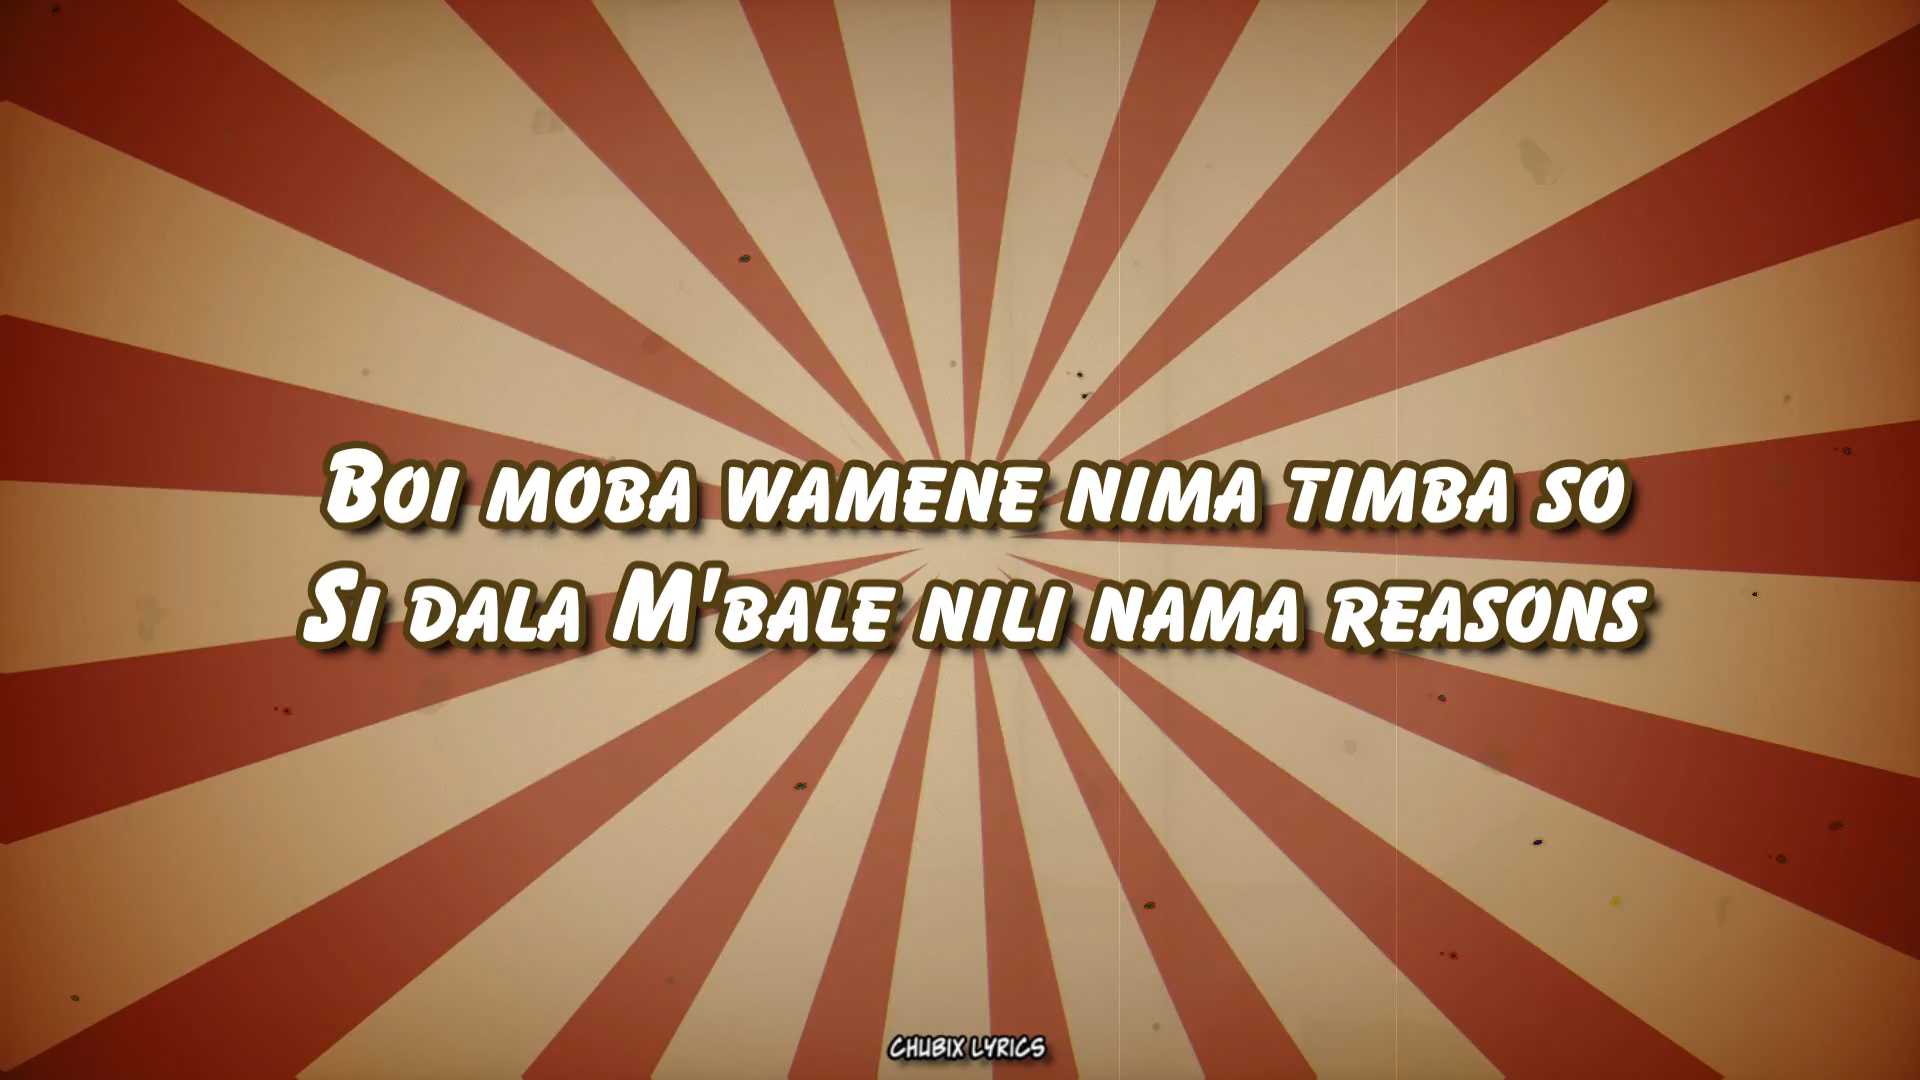 Boi moba wamene nima timba so
Si dala M'bale nili nama reasons
CHUBIX LYRICS